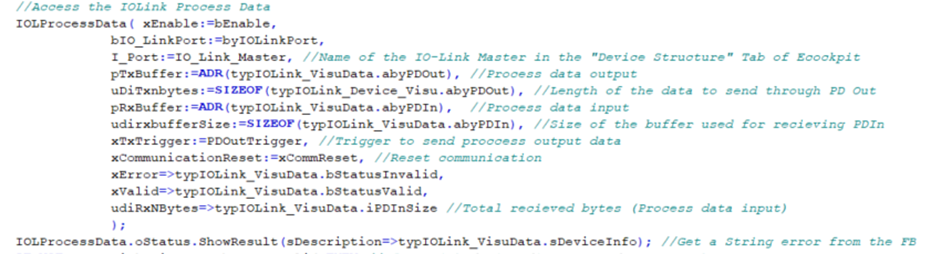 //Access the IOLink Process Data
IOLProcessData( xEnable:=bEnable,
bIO_LinkPort:=byIOLinkPort,
I_Port:=IO_Link_Master, //Name of the IO-Link Master in the "Device Structure" Tab of Ecockpit
pTxBuffer:=ADR(typIOLink_VisuData.abyPDOut), //Process data output
uDiTxnbytes:=SIZEOF(typIOLink_Device_Visu.abyPDOut), //Length of the data to send through PD Out
pRxBuffer:=ADR(typIOLink_VisuData.abyPDIn), //Process data input
udirxbufferSize:=SIZEOF(typIOLink_VisuData.abyPDIn), //Size of the buffer used for recieving PDIn
xTxTrigger:=PDOutTrigger, //Trigger to send proccess output data
xCommunicationReset:=xCommReset, //Reset communication
xError=>typIOLink_VisuData.bStatusInvalid,
xValid=>typIOLink_VisuData.bStatusValid,
udiRxNBytes=>typIOLink_VisuData.iPDInSize //Total recieved bytes (Process data input)
);
IOLProcessData.oStatus.ShowResult(sDescription=>typIOLink_VisuData.sDeviceInfo); //Get a String error from the FB